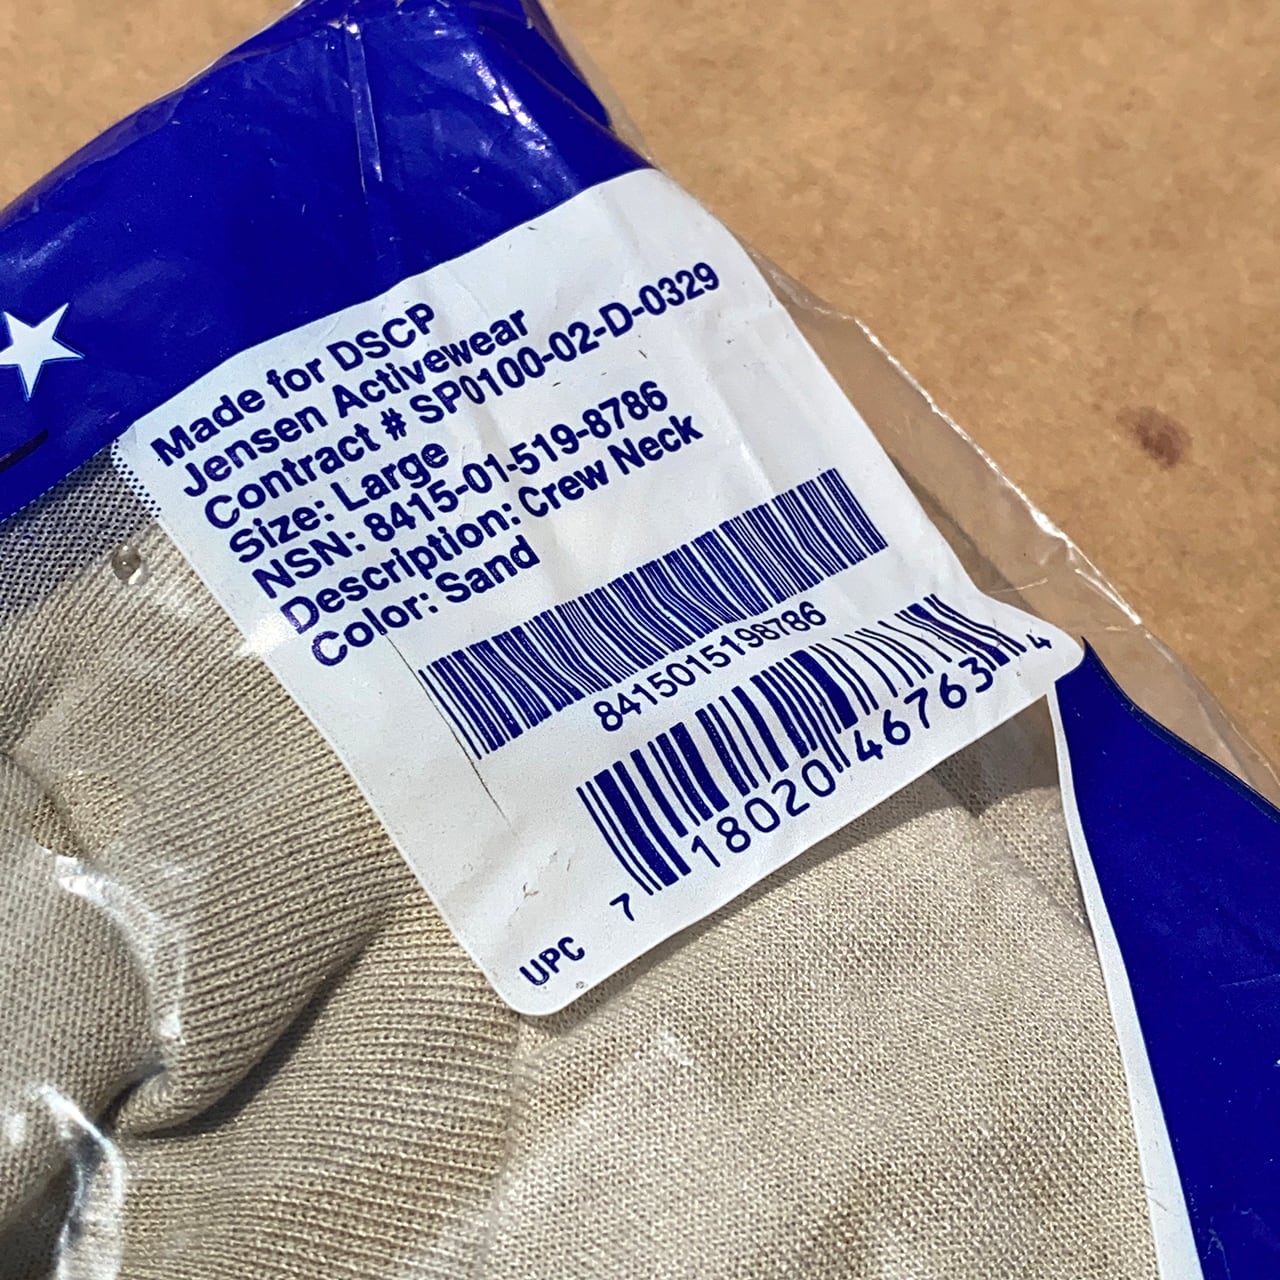 Made for DSCP
Jensen Activewear
Contract # SP0100-02-D-0329
Size: Large
NSN: 8415-01-519-8786
Description: Crew Neck
Color: Sand
8415015198786
7 18020 46763 4
UPC